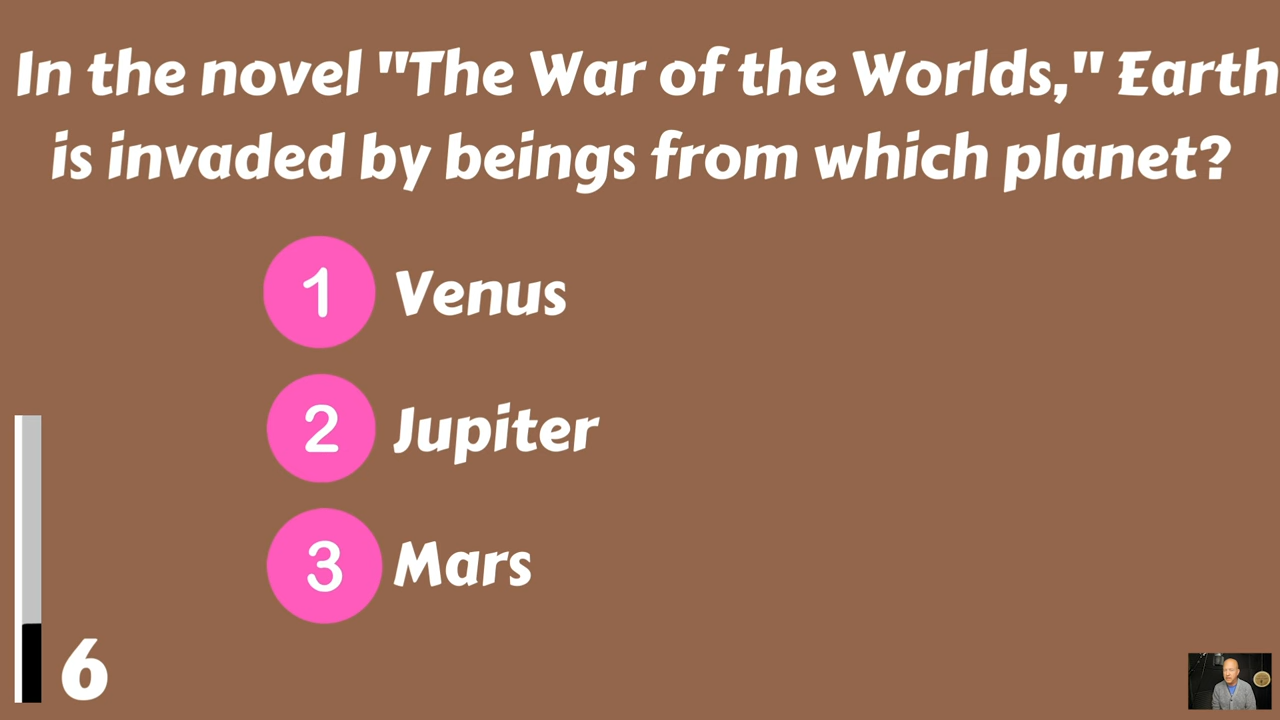 In the novel "The War of the Worlds," Earth
is invaded by beings from which planet?
1 Venus
2 Jupiter
3 Mars
6